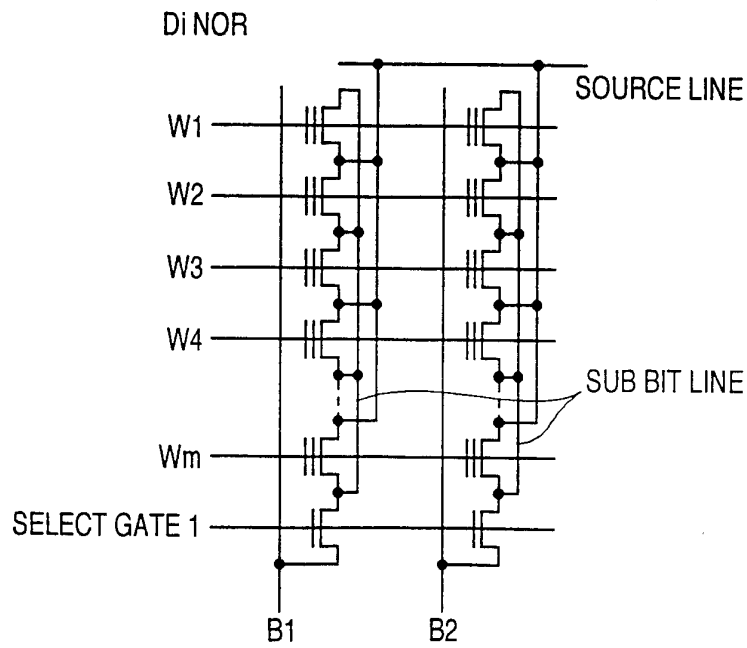 Di NOR
SOURCE LINE
W1
W2
W3
W4
SUB BIT LINE
Wm
SELECT GATE 1
B1
B2